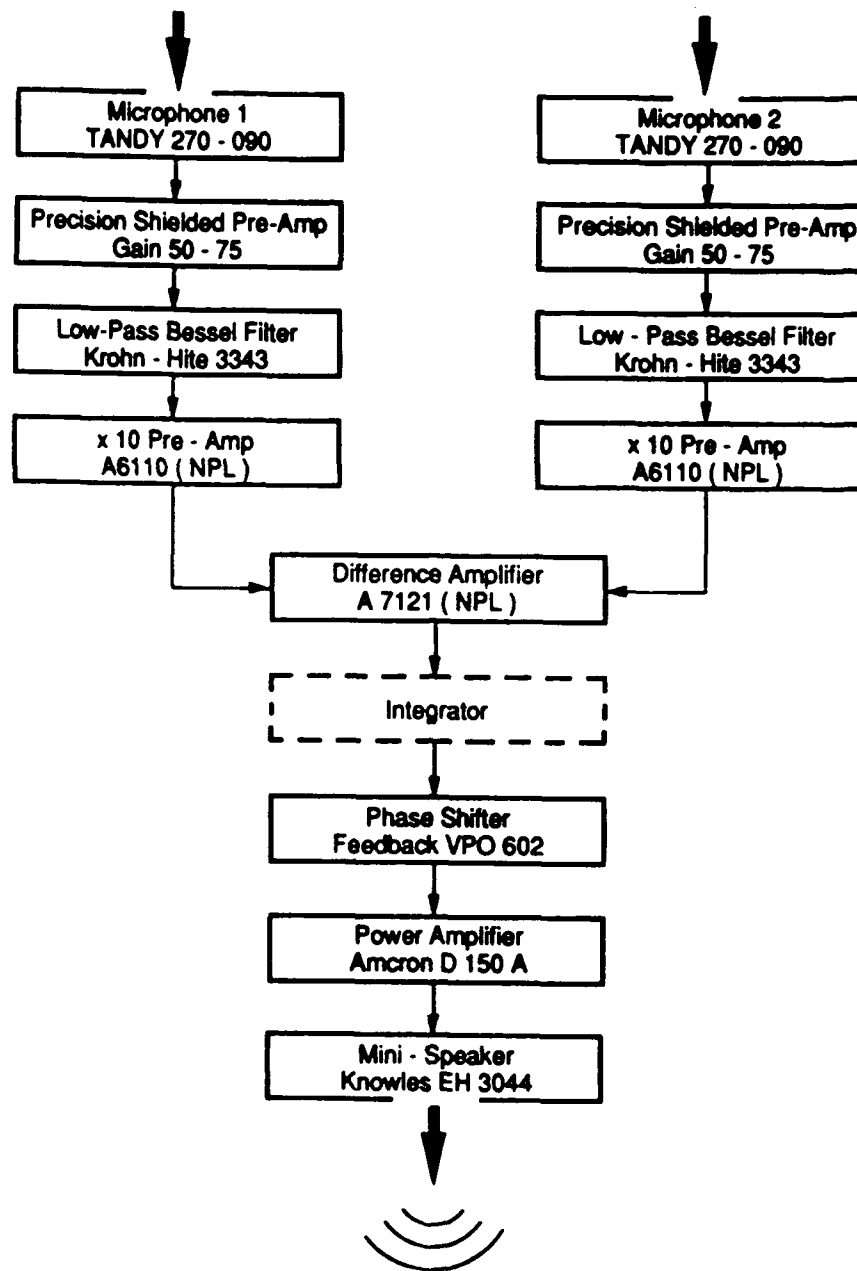 Microphone 1
TANDY 270 - 090
Precision Shielded Pre-Amp
Gain 50 - 75
Low-Pass Bessel Filter
Krohn - Hite 3343
x 10 Pre - Amp
A6110 ( NPL )
Microphone 2
TANDY 270 - 090
Precision Shielded Pre-Amp
Gain 50 - 75
Low - Pass Bessel Filter
Krohn - Hite 3343
x 10 Pre - Amp
A6110 ( NPL )
Difference Amplifier
A 7121 ( NPL )
Integrator
Phase Shifter
Feedback VPO 602
Power Amplifier
Amcron D 150 A
Mini - Speaker
Knowles EH 3044